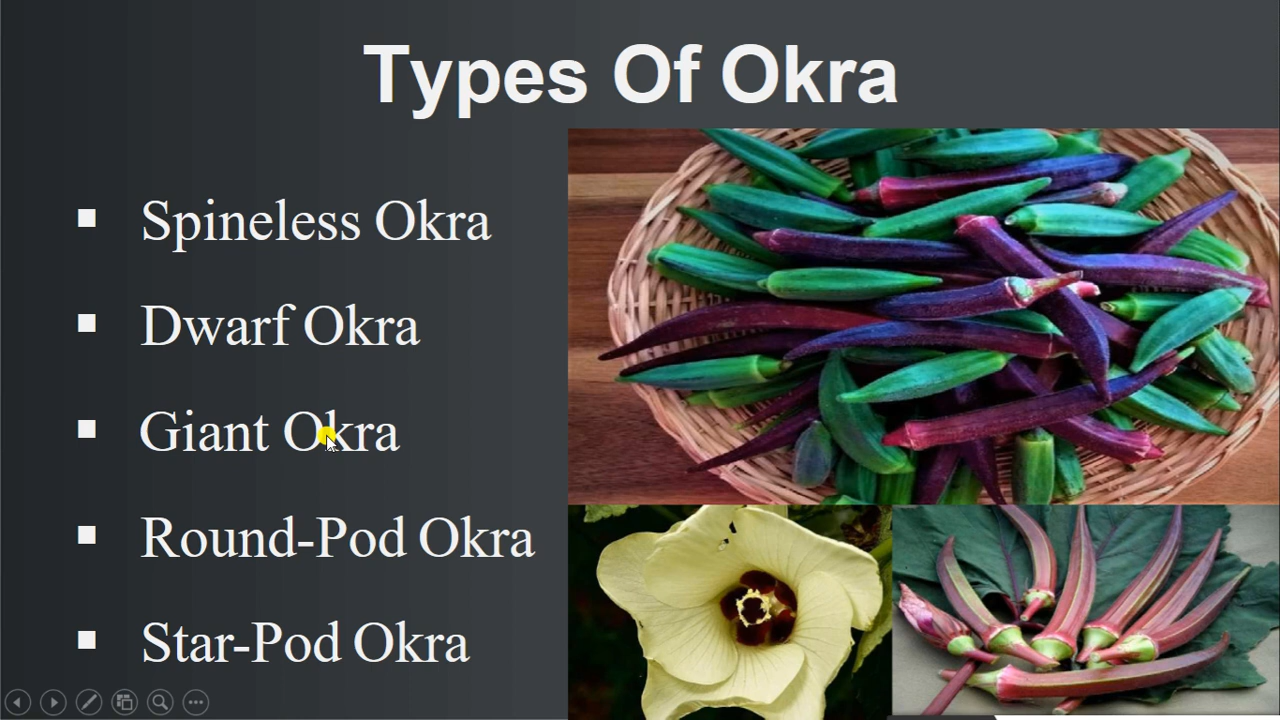 Types Of Okra
Spineless Okra
Dwarf Okra
Giant Okra
Round-Pod Okra
Star-Pod Okra